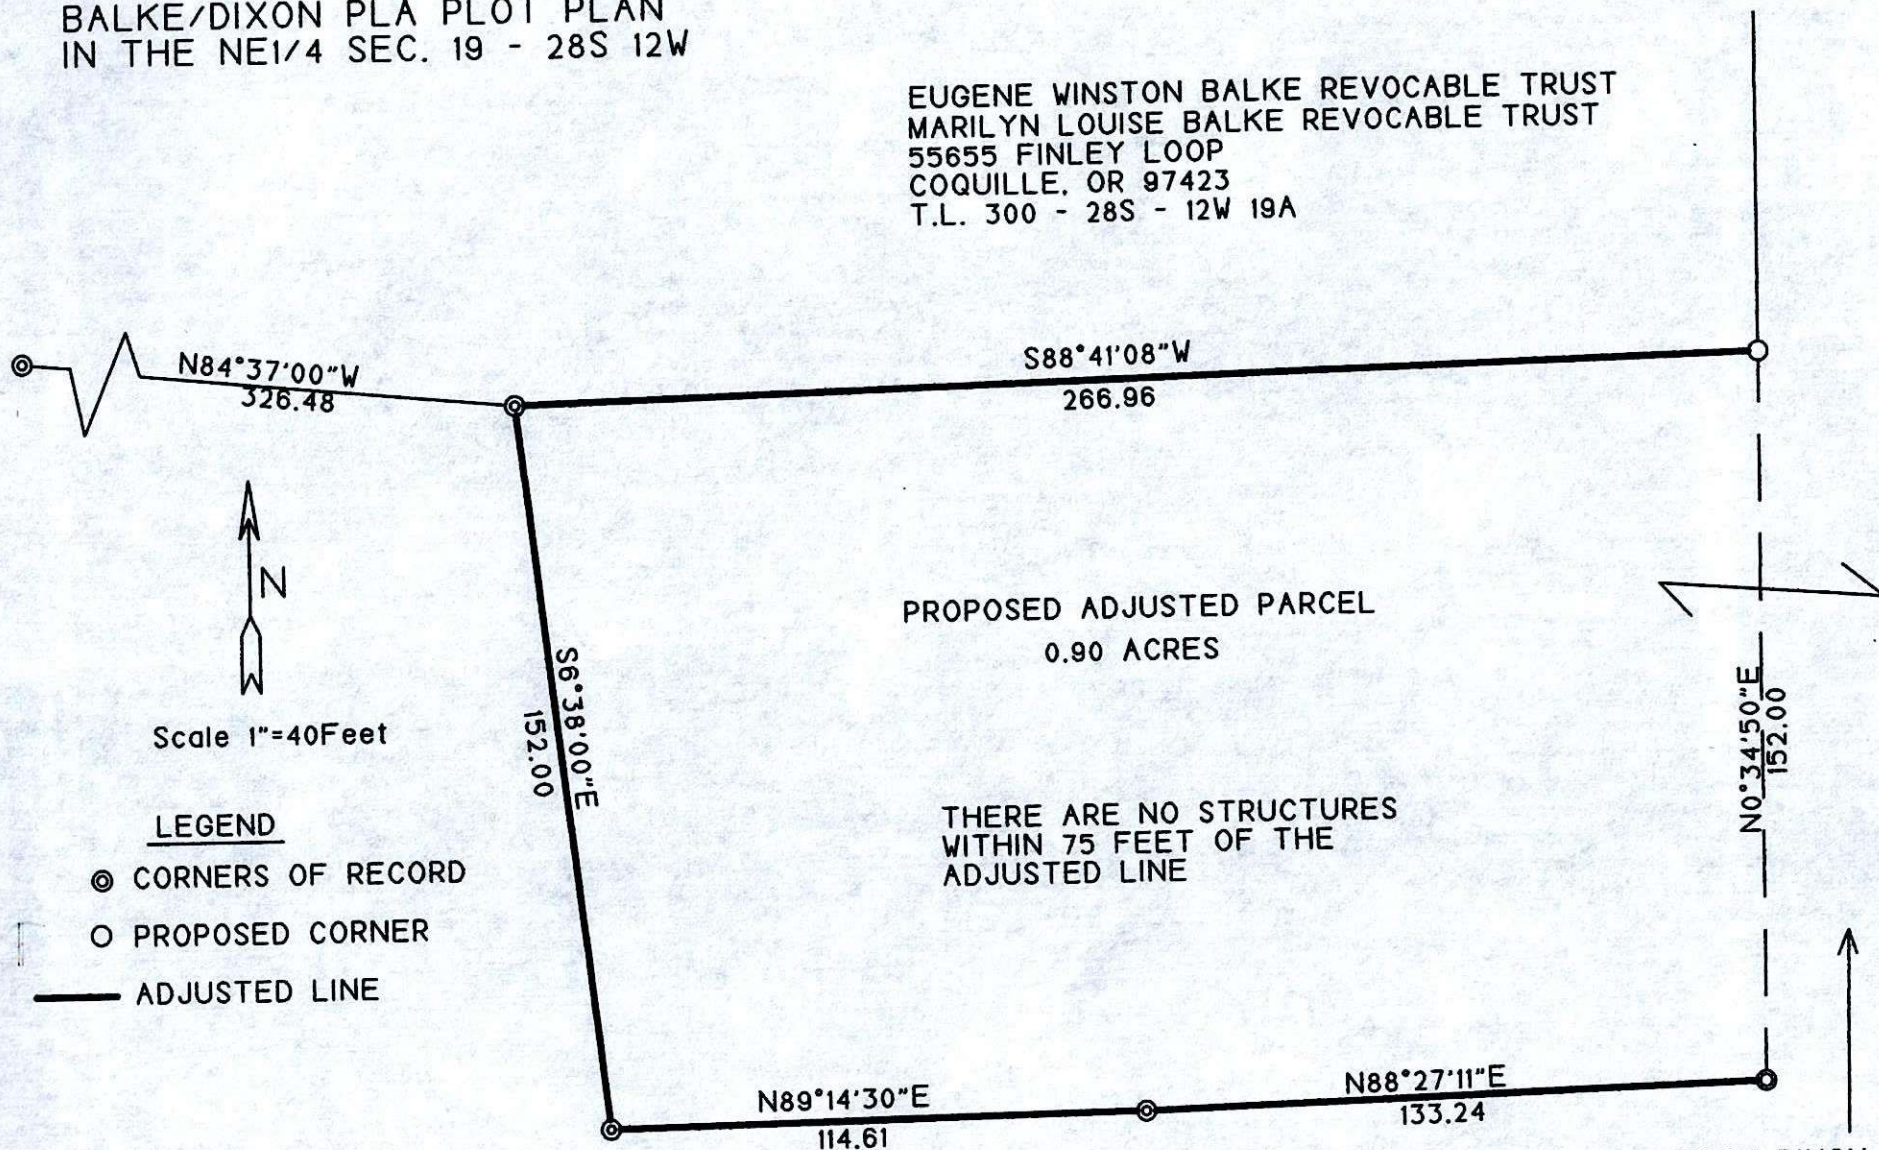 BALKE/DIXON PLA PLOT PLAN
IN THE NE1/4 SEC. 19 - 28S 12W
EUGENE WINSTON BALKE REVOCABLE TRUST
MARILYN LOUISE BALKE REVOCABLE TRUST
55655 FINLEY LOOP
COQUILLE, OR 97423
T.L. 300 - 28S - 12W 19A
N84°37'00"W
326.48
S88°41'08"W
266.96
N
Scale 1"=40Feet
S6°38'00"E
152.00
PROPOSED ADJUSTED PARCEL
0.90 ACRES
N0°34'50"E
152.00
THERE ARE NO STRUCTURES
WITHIN 75 FEET OF THE
ADJUSTED LINE
LEGEND
CORNERS OF RECORD
PROPOSED CORNER
ADJUSTED LINE
N89°14'30"E
114.61
N88°27'11"E
133.24